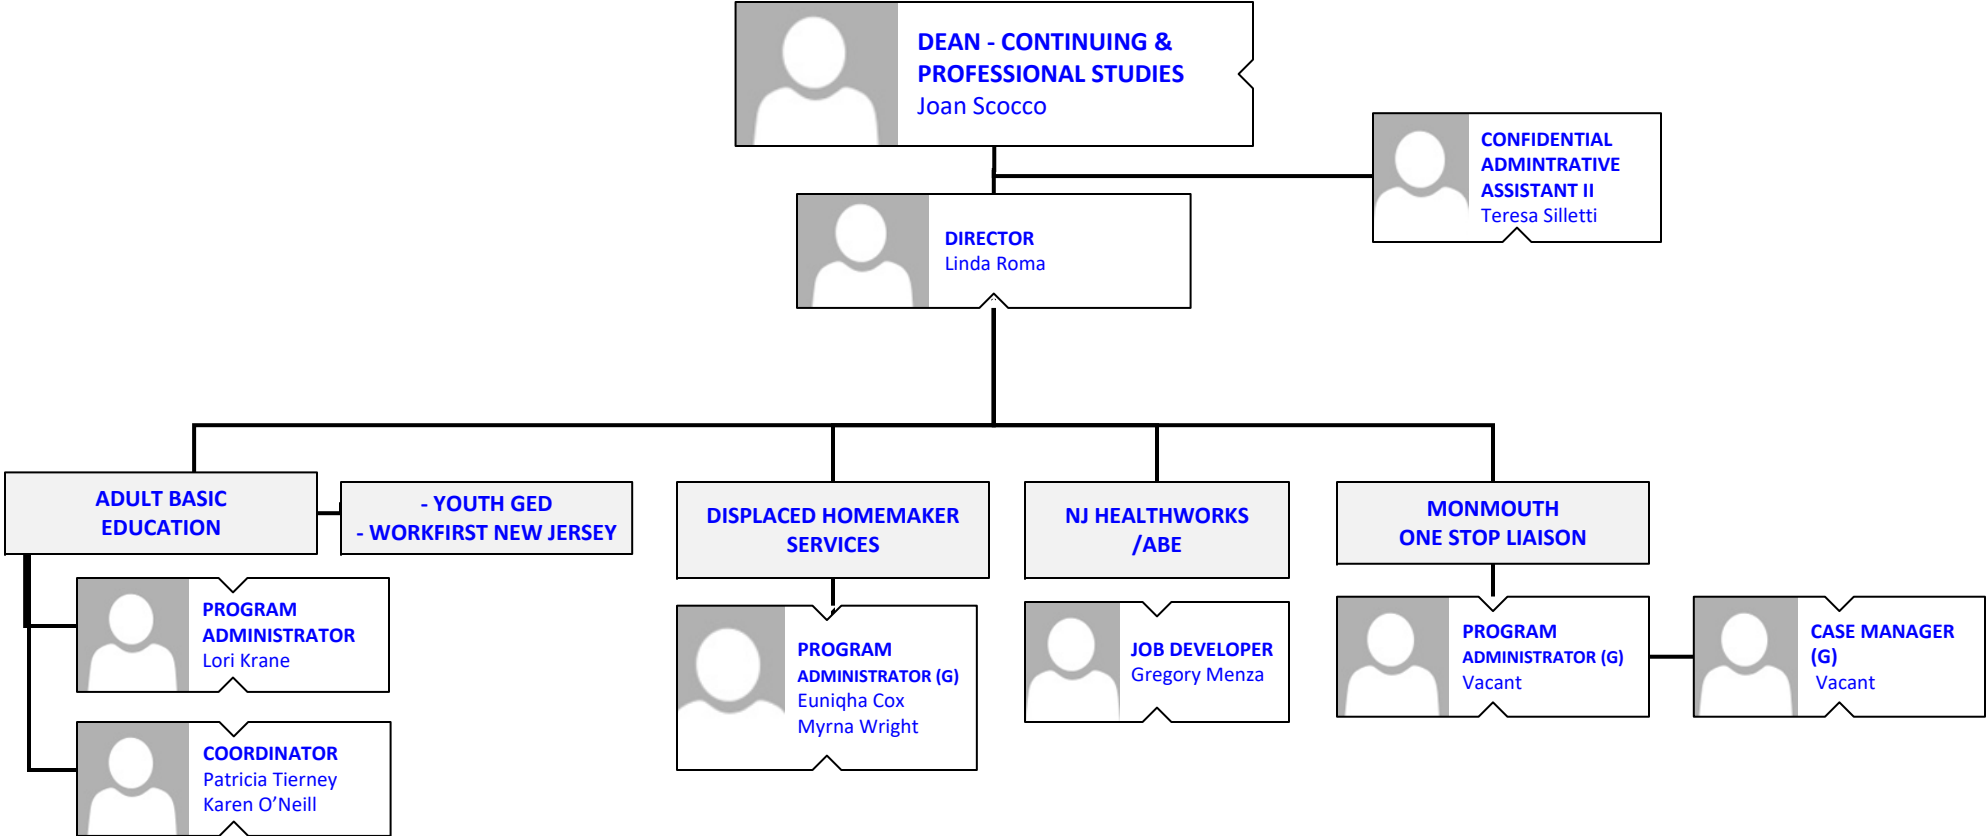 DEAN - CONTINUING &
PROFESSIONAL STUDIES
Joan Scocco
CONFIDENTIAL
ADMINTRATIVE
ASSISTANT II
Teresa Silletti
DIRECTOR
Linda Roma
ADULT BASIC
EDUCATION
- YOUTH GED
- WORKFIRST NEW JERSEY
DISPLACED HOMEMAKER
SERVICES
NJ HEALTHWORKS
/ABE
MONMOUTH
ONE STOP LIAISON
PROGRAM
ADMINISTRATOR
Lori Krane
COORDINATOR
Patricia Tierney
Karen O’Neill
PROGRAM
ADMINISTRATOR (G)
Euniqha Cox
Myrna Wright
JOB DEVELOPER
Gregory Menza
PROGRAM
ADMINISTRATOR (G)
Vacant
CASE MANAGER
(G)
Vacant